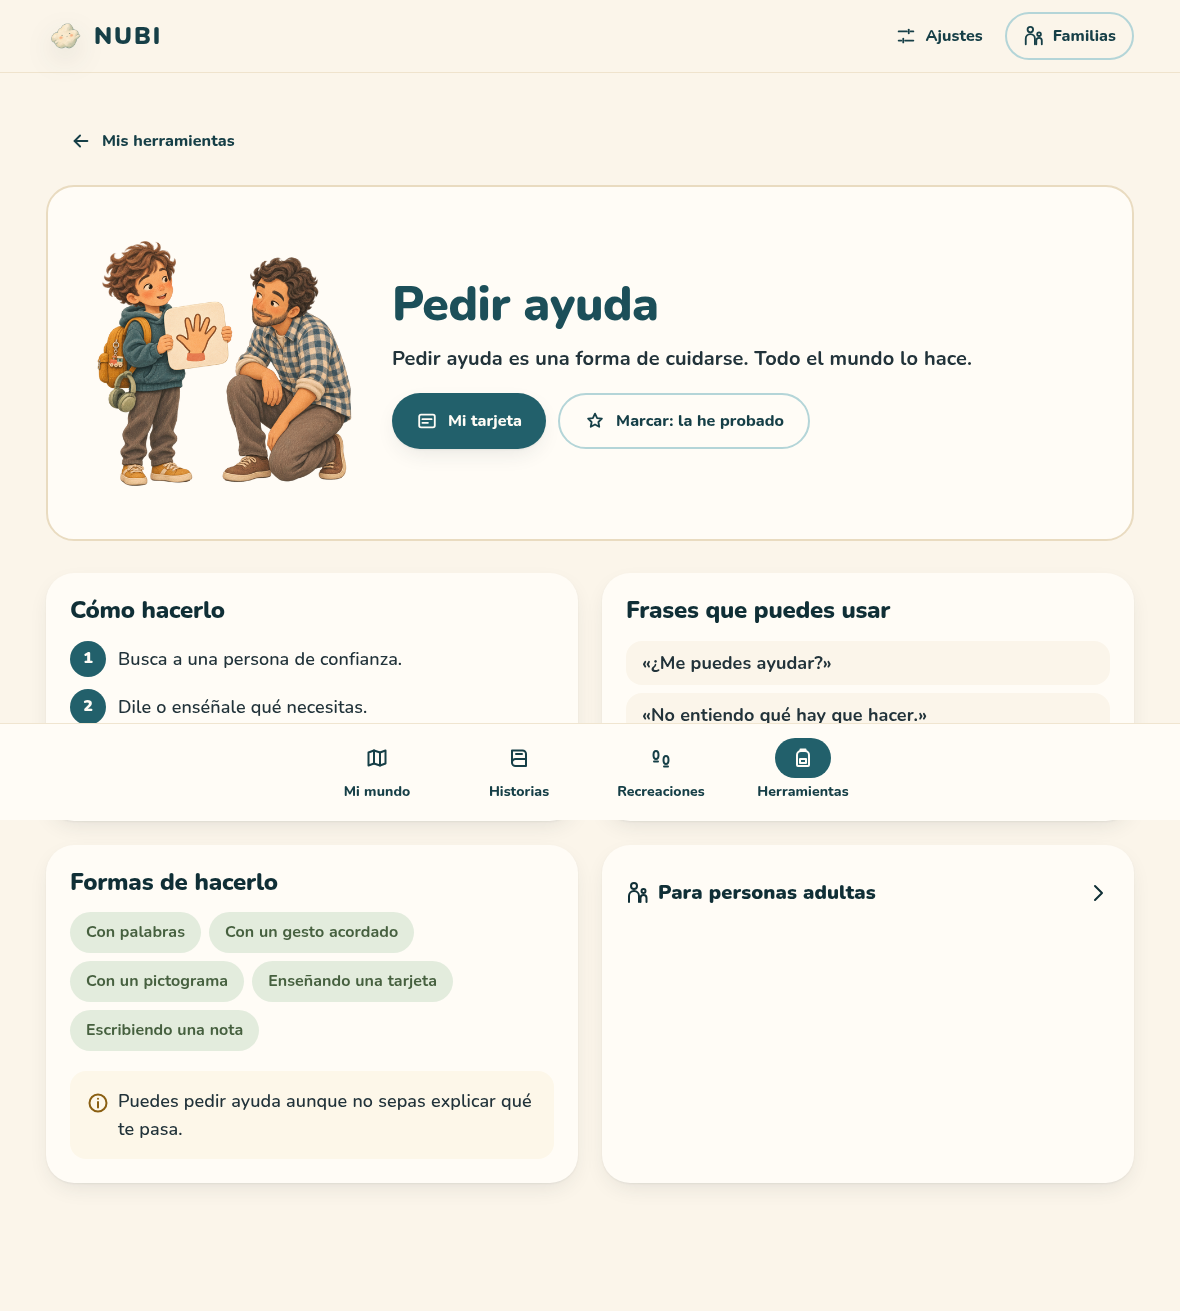 NUBI
Ajustes
Familias
Mis herramientas
Pedir ayuda
Pedir ayuda es una forma de cuidarse. Todo el mundo lo hace.
Mi tarjeta
Marcar: la he probado
Cómo hacerlo
1 Busca a una persona de confianza.
2 Dile o enséñale qué necesitas.
Frases que puedes usar
«¿Me puedes ayudar?»
«No entiendo qué hay que hacer.»
Mi mundo
Historias
Recreaciones
Herramientas
Formas de hacerlo
Con palabras
Con un gesto acordado
Con un pictograma
Enseñando una tarjeta
Escribiendo una nota
Puedes pedir ayuda aunque no sepas explicar qué
te pasa.
Para personas adultas